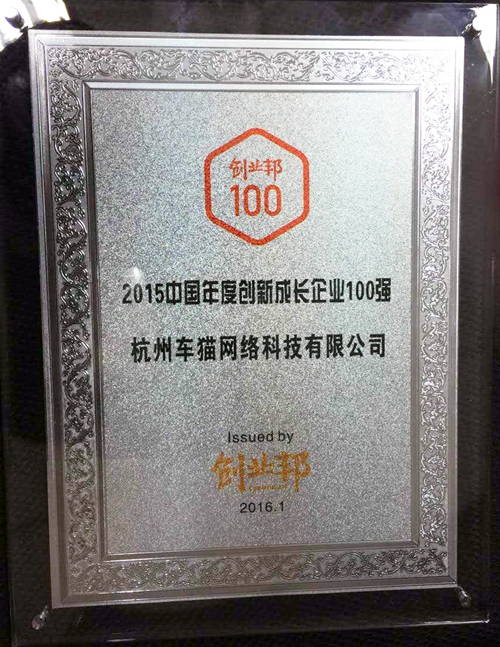 创业邦
100
2015中国年度创新成长企业100强
杭州车猫网络科技有限公司
Issued by
创业邦
2016.1